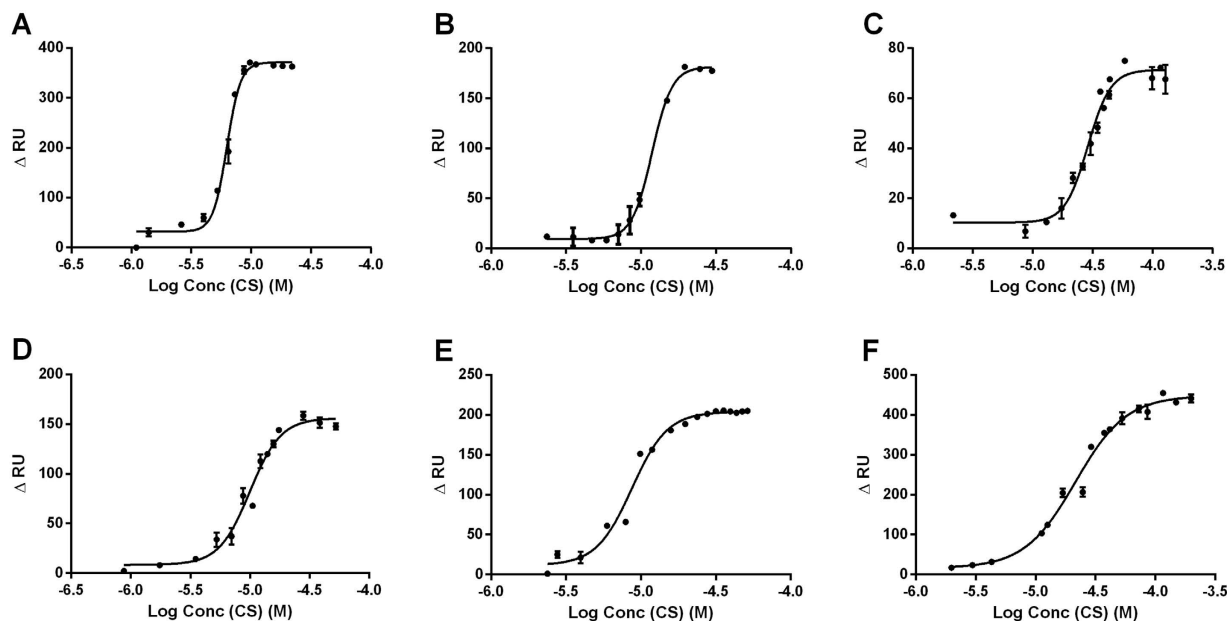 A
400
300
200
100
0
Δ RU
-6.5 -6.0 -5.5 -5.0 -4.5 -4.0
Log Conc (CS) (M)
B
200
150
100
50
0
Δ RU
-6.0 -5.5 -5.0 -4.5 -4.0
Log Conc (CS) (M)
C
80
60
40
20
0
Δ RU
-6.0 -5.5 -5.0 -4.5 -4.0 -3.5
Log Conc (CS) (M)
D
200
150
100
50
0
Δ RU
-6.5 -6.0 -5.5 -5.0 -4.5 -4.0
Log Conc (CS) (M)
E
250
200
150
100
50
0
Δ RU
-6.0 -5.5 -5.0 -4.5 -4.0
Log Conc (CS) (M)
F
500
400
300
200
100
0
Δ RU
-6.0 -5.5 -5.0 -4.5 -4.0 -3.5
Log Conc (CS) (M)